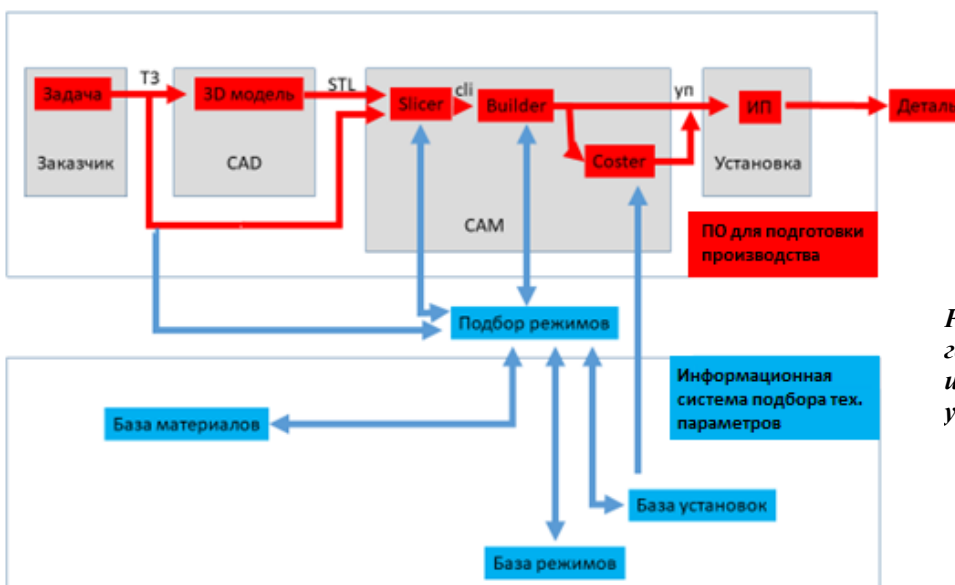 ТЗ
STL
cli
уп
Задача
3D модель
Slicer
Builder
ИП
Деталь
Coster
Заказчик
CAD
CAM
Установка
ПО для подготовки
производства
Подбор режимов
Информационная
система подбора тех.
параметров
База материалов
База установок
База режимов